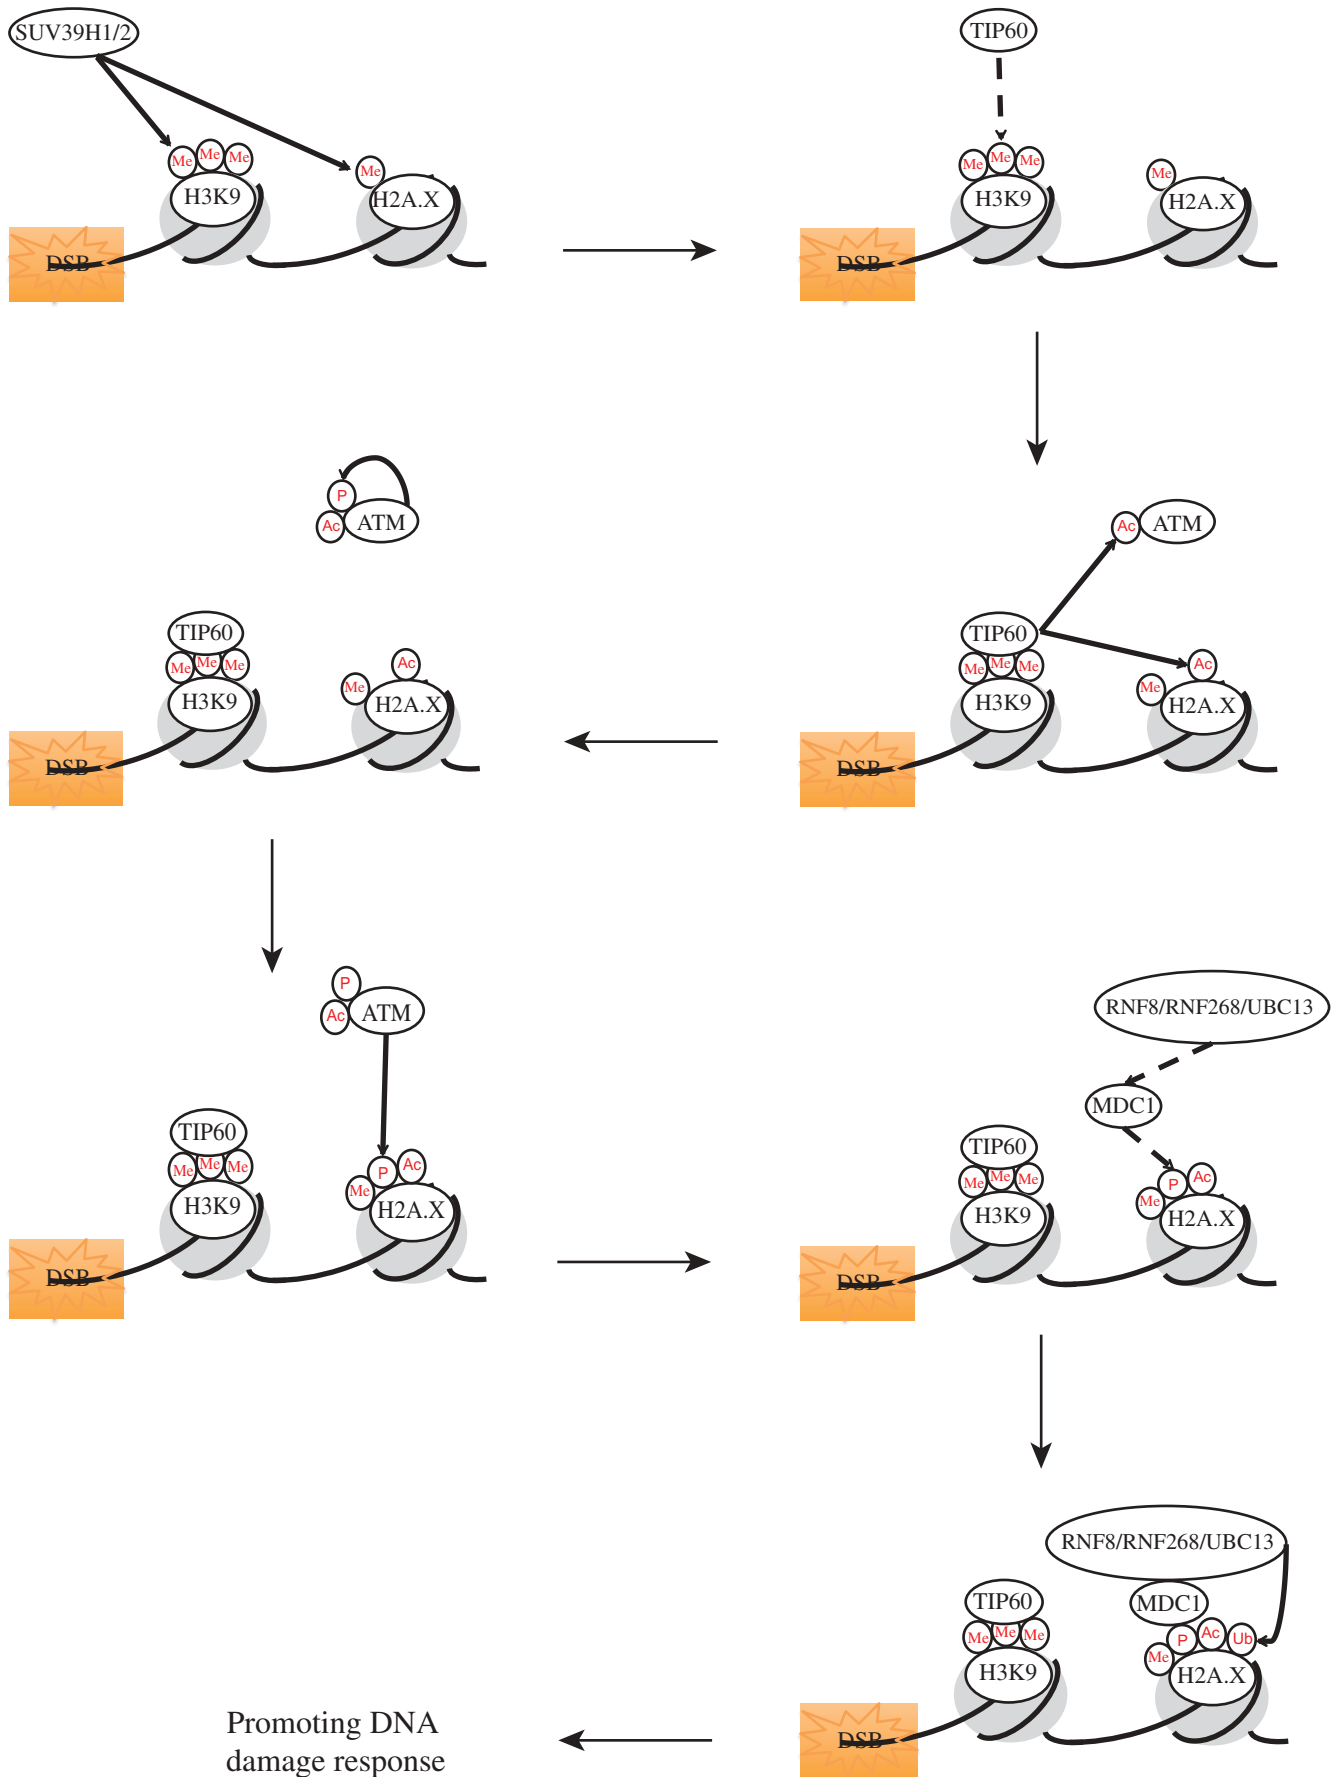 SUV39H1/2
Me Me Me
H3K9
Me
H2A.X
DSB
TIP60
Me Me Me
H3K9
Me
H2A.X
DSB
Ac ATM
TIP60
Me Me Me
H3K9
Ac
Me
H2A.X
DSB
P
Ac ATM
TIP60
Me Me Me
H3K9
Ac
Me
H2A.X
DSB
P
Ac ATM
TIP60
Me Me Me
H3K9
Me P Ac
H2A.X
DSB
RNF8/RNF268/UBC13
MDC1
TIP60
Me Me Me
H3K9
Me P Ac
H2A.X
DSB
RNF8/RNF268/UBC13
MDC1
TIP60
Me Me Me
H3K9
Me P Ac Ub
H2A.X
DSB
Promoting DNA
damage response